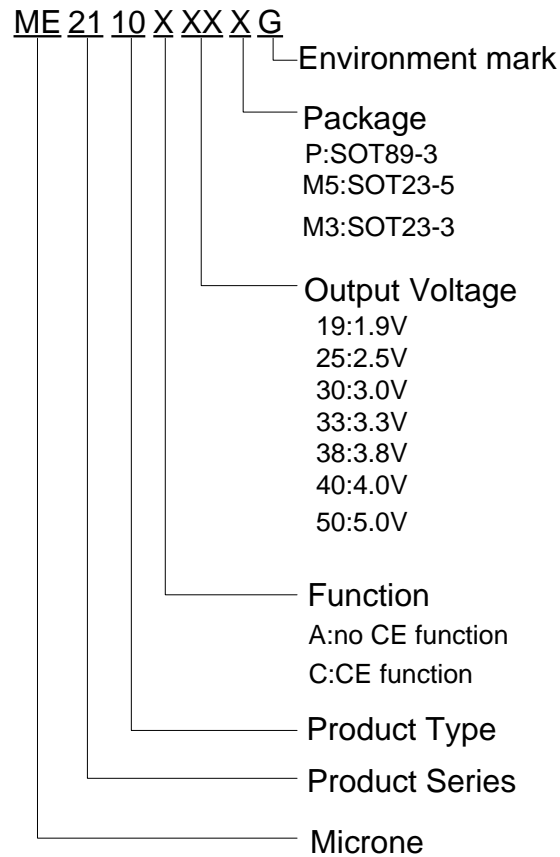 ME 21 10 X XX X G
Environment mark
Package
P:SOT89-3
M5:SOT23-5
M3:SOT23-3
Output Voltage
19:1.9V
25:2.5V
30:3.0V
33:3.3V
38:3.8V
40:4.0V
50:5.0V
Function
A:no CE function
C:CE function
Product Type
Product Series
Microne